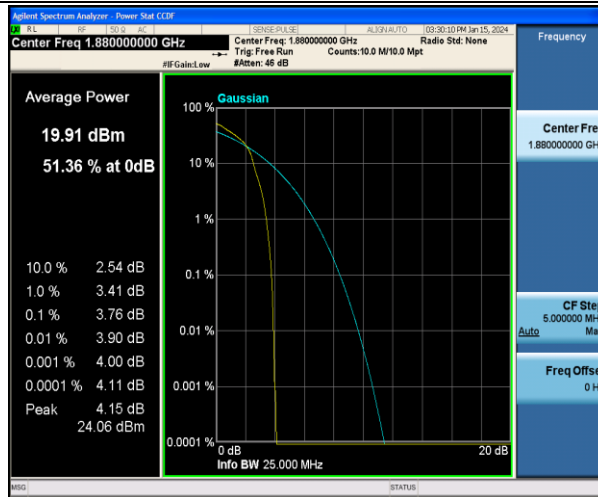 Agilent Spectrum Analyzer - Power Stat CCDF
RL RF 50 Ω AC SENSE:PULSE ALIGN AUTO 03:30:10 PM Jan 15, 2024
Center Freq 1.880000000 GHz
Center Freq: 1.880000000 GHz Radio Std: None
Trig: Free Run Counts:10.0 M/10.0 Mpt
#IFGain:Low #Atten: 46 dB
Frequency
Average Power
19.91 dBm
51.36 % at 0dB
10.0 % 2.54 dB
1.0 % 3.41 dB
0.1 % 3.76 dB
0.01 % 3.90 dB
0.001 % 4.00 dB
0.0001 % 4.11 dB
Peak 4.15 dB
24.06 dBm
Gaussian
100 %
10 %
1 %
0.1 %
0.01 %
0.001 %
0.0001 %
0 dB 20 dB
Info BW 25.000 MHz
Center Fre
1.880000000 GH
CF Ste
5.000000 MH
Auto Ma
Freq Offse
0 H
MSG STATUS